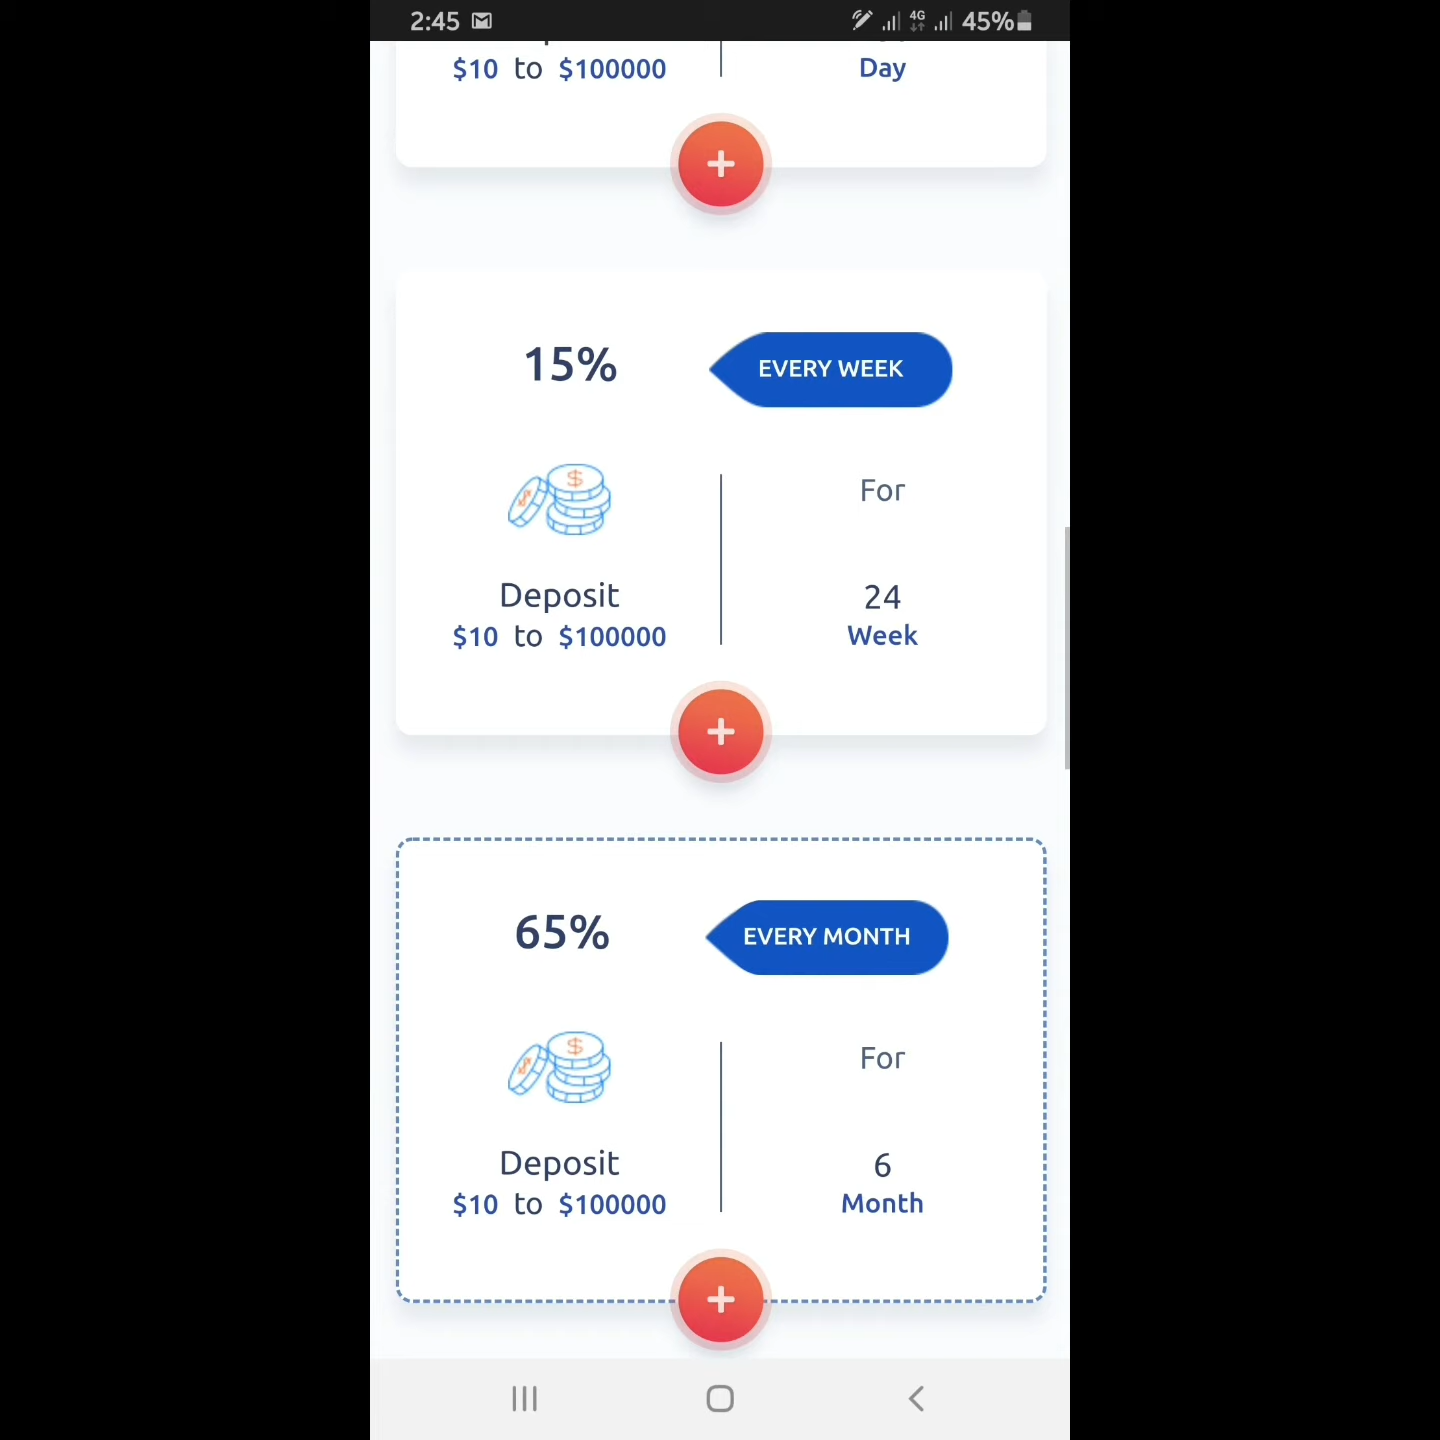 2:45 4G 45%
$10 to $100000 Day
15% EVERY WEEK
For
Deposit 24
$10 to $100000 Week
65% EVERY MONTH
For
Deposit 6
$10 to $100000 Month